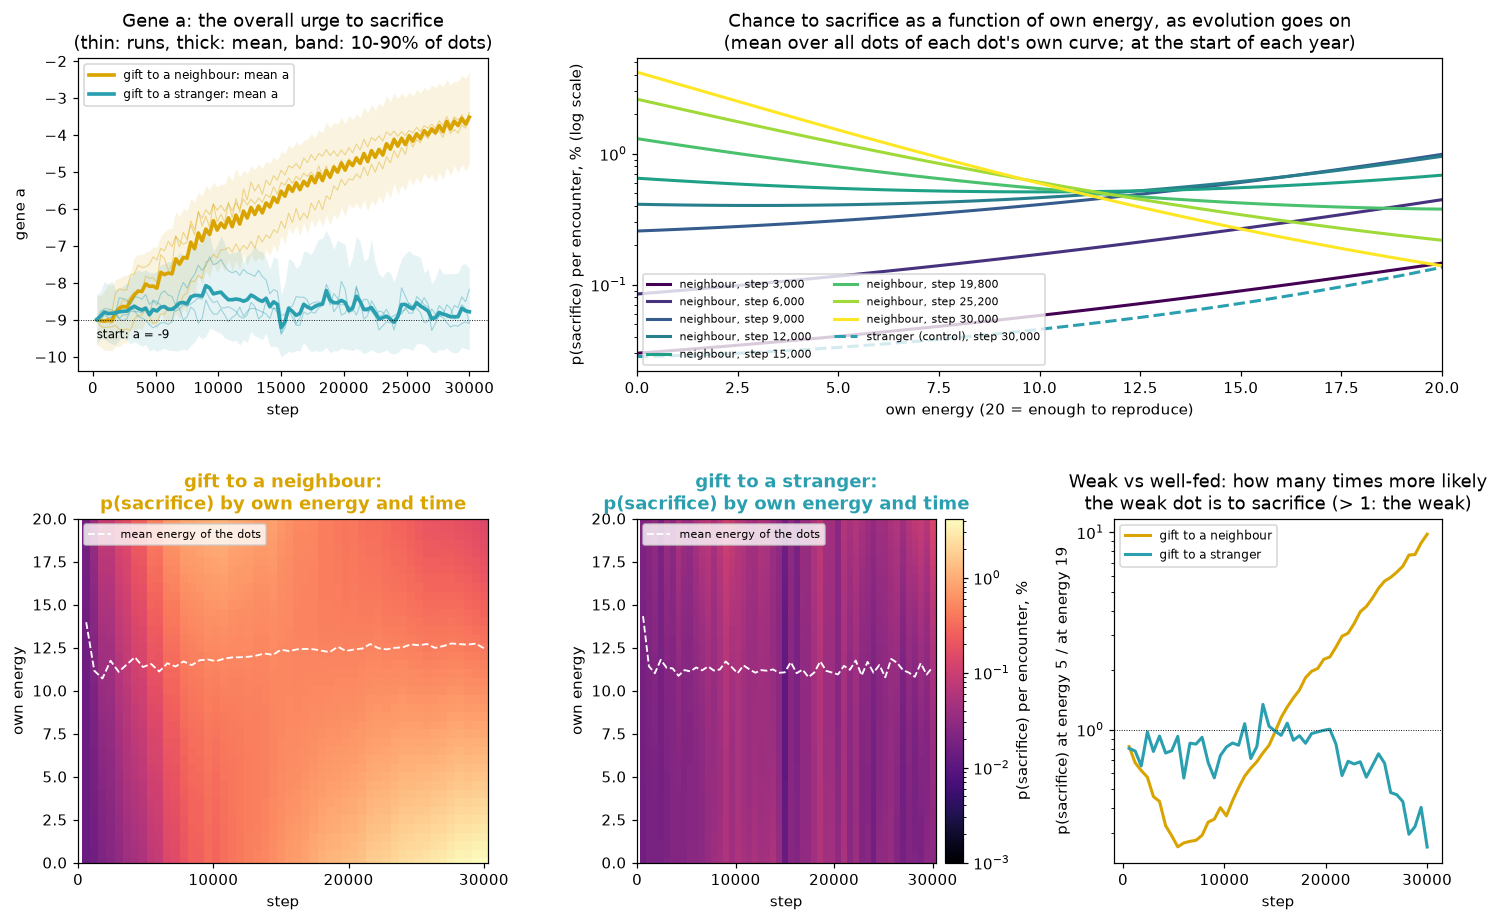 Gene a: the overall urge to sacrifice
(thin: runs, thick: mean, band: 10-90% of dots)
gift to a neighbour: mean a
gift to a stranger: mean a
−2
−3
−4
−5
−6
−7
−8
−9
−10
gene a
start: a = -9
0
5000
10000
15000
20000
25000
30000
step
Chance to sacrifice as a function of own energy, as evolution goes on
(mean over all dots of each dot's own curve; at the start of each year)
p(sacrifice) per encounter, % (log scale)
10⁰
10⁻¹
neighbour, step 3,000
neighbour, step 6,000
neighbour, step 9,000
neighbour, step 12,000
neighbour, step 15,000
neighbour, step 19,800
neighbour, step 25,200
neighbour, step 30,000
stranger (control), step 30,000
0.0
2.5
5.0
7.5
10.0
12.5
15.0
17.5
20.0
own energy (20 = enough to reproduce)
gift to a neighbour:
p(sacrifice) by own energy and time
mean energy of the dots
20.0
17.5
15.0
12.5
10.0
7.5
5.0
2.5
0.0
own energy
0
10000
20000
30000
step
gift to a stranger:
p(sacrifice) by own energy and time
mean energy of the dots
20.0
17.5
15.0
12.5
10.0
7.5
5.0
2.5
0.0
own energy
0
10000
20000
30000
step
10⁰
10⁻¹
10⁻²
10⁻³
p(sacrifice) per encounter, %
Weak vs well-fed: how many times more likely
the weak dot is to sacrifice (> 1: the weak)
gift to a neighbour
gift to a stranger
10¹
10⁰
p(sacrifice) at energy 5 / at energy 19
0
10000
20000
30000
step